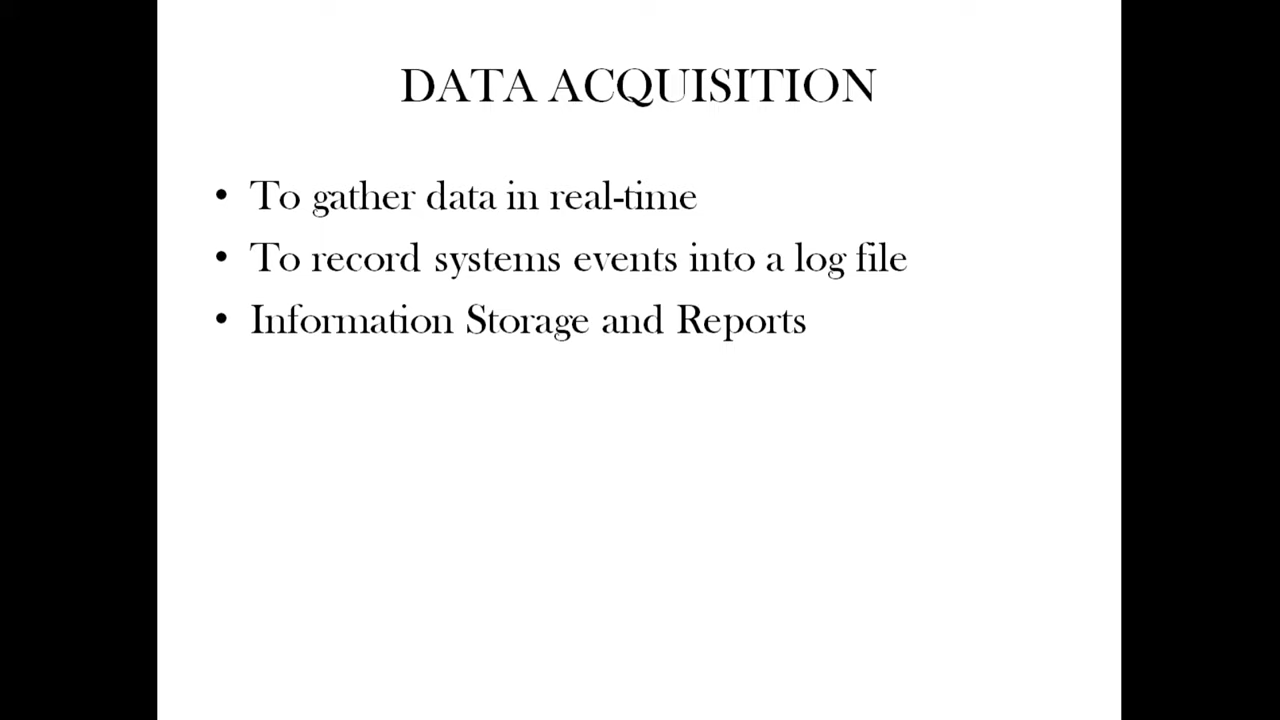 DATA ACQUISITION
• To gather data in real-time
• To record systems events into a log file
• Information Storage and Reports